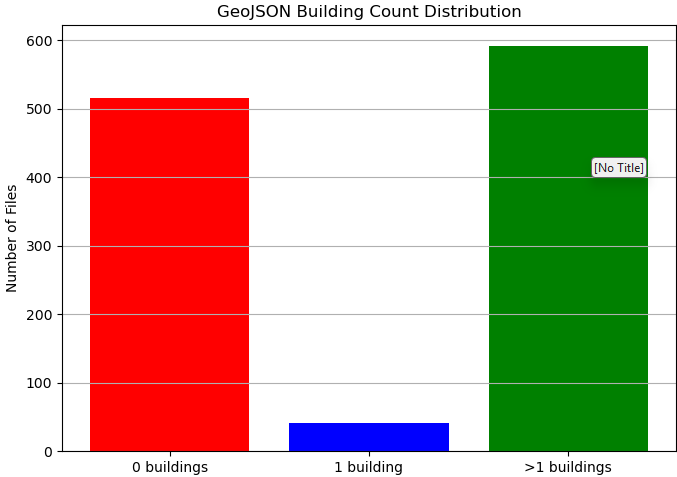 GeoJSON Building Count Distribution
Number of Files
600
500
400
300
200
100
0
[No Title]
0 buildings
1 building
>1 buildings